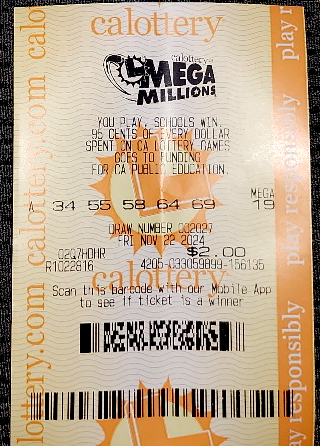 calottery
calottery
MEGA
MILLIONS
YOU PLAY, SCHOOLS WIN.
95 CENTS OF EVERY DOLLAR
SPENT ON CA LOTTERY GAMES
GOES TO FUNDING
FOR CA PUBLIC EDUCATION.
MEGA
A 34 55 58 64 69 19
DRAW NUMBER 002027
FRI NOV 22 2024
02Q7HDHR $2.00
R1022816 4205-033059899-156135
calottery
Scan this barcode with our Mobile App
to see if ticket is a winner
calottery.com calottery.com calo
play responsibly play responsibly play r